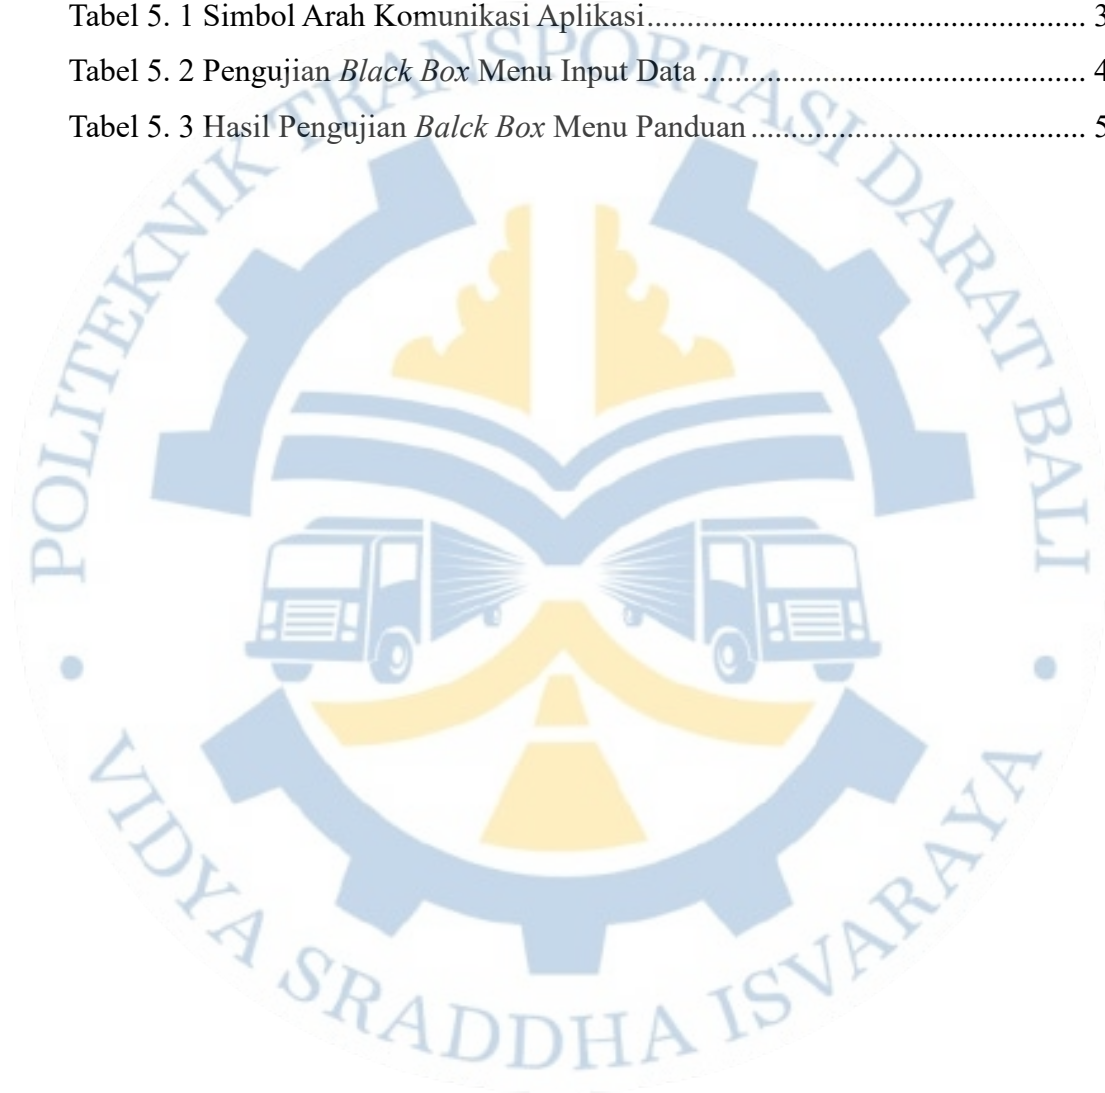 Tabel 5. 1 Simbol Arah Komunikasi Aplikasi........................................................ 3
Tabel 5. 2 Pengujian Black Box Menu Input Data ................................................. 4
Tabel 5. 3 Hasil Pengujian Balck Box Menu Panduan........................................... 5
POLITEKNIK TRANSPORTASI DARAT BALI
VIDYA SRADDHA ISVARAYA